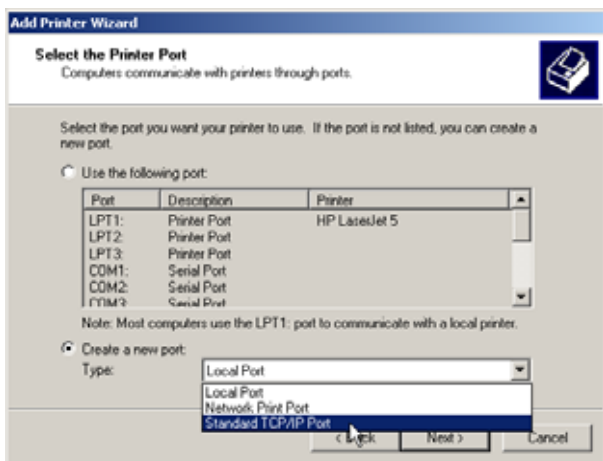 Add Printer Wizard
Select the Printer Port
Computers communicate with printers through ports.
Select the port you want your printer to use. If the port is not listed, you can create a
new port.
Use the following port:
Port Description Printer
LPT1: Printer Port HP LaserJet 5
LPT2: Printer Port
LPT3: Printer Port
COM1: Serial Port
COM2: Serial Port
COM3: Serial Port
Note: Most computers use the LPT1: port to communicate with a local printer.
Create a new port:
Type: Local Port
Local Port
Network Print Port
Standard TCP/IP Port
< Back Next > Cancel